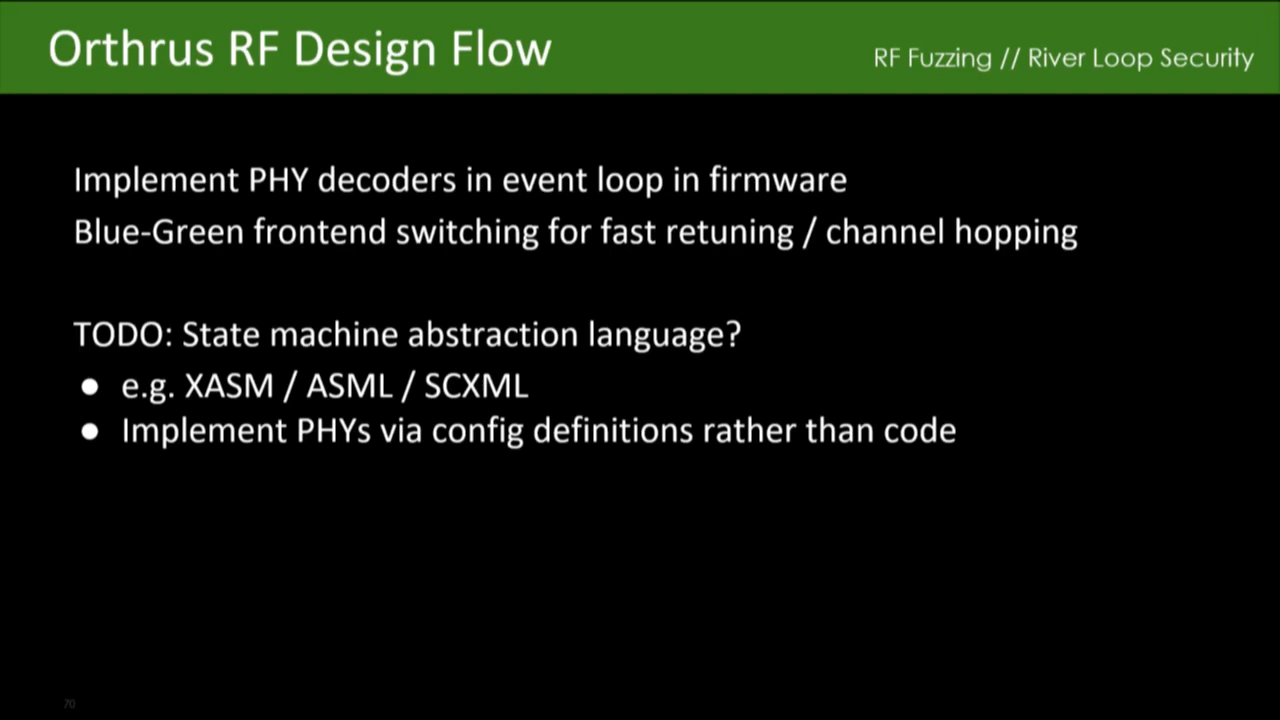 Orthrus RF Design Flow
RF Fuzzing // River Loop Security
Implement PHY decoders in event loop in firmware
Blue-Green frontend switching for fast retuning / channel hopping
TODO: State machine abstraction language?
● e.g. XASM / ASML / SCXML
● Implement PHYs via config definitions rather than code
70